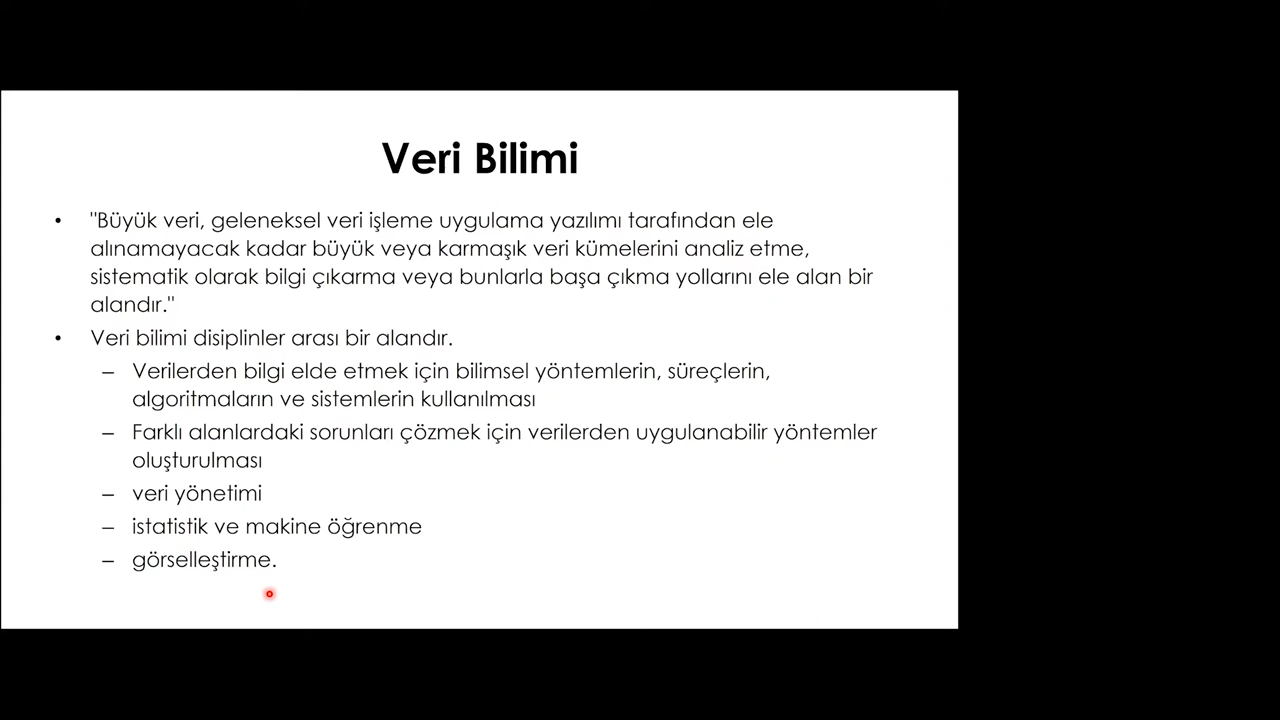 Veri Bilimi
• "Büyük veri, geleneksel veri işleme uygulama yazılımı tarafından ele
alınamayacak kadar büyük veya karmaşık veri kümelerini analiz etme,
sistematik olarak bilgi çıkarma veya bunlarla başa çıkma yollarını ele alan bir
alandır."
• Veri bilimi disiplinler arası bir alandır.
– Verilerden bilgi elde etmek için bilimsel yöntemlerin, süreçlerin,
algoritmaların ve sistemlerin kullanılması
– Farklı alanlardaki sorunları çözmek için verilerden uygulanabilir yöntemler
oluşturulması
– veri yönetimi
– istatistik ve makine öğrenme
– görselleştirme.